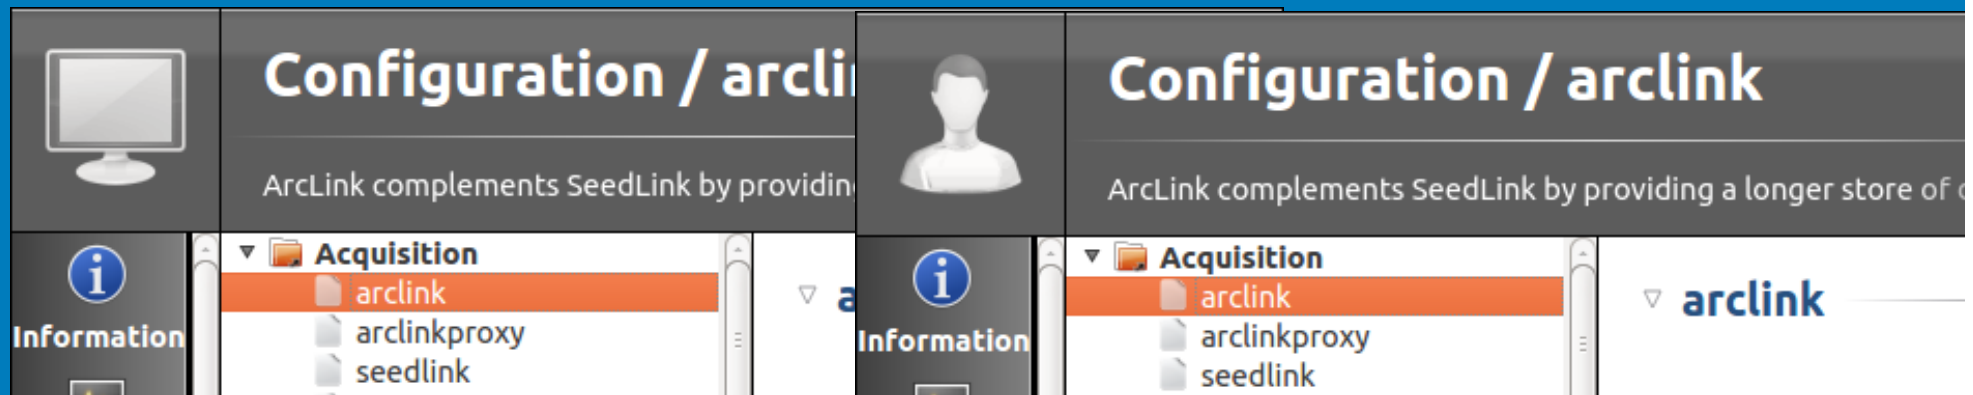 Configuration / arcli
ArcLink complements SeedLink by providin
Information
Acquisition
arclink
arclinkproxy
seedlink
a
Configuration / arclink
ArcLink complements SeedLink by providing a longer store of
Information
Acquisition
arclink
arclinkproxy
seedlink
arclink